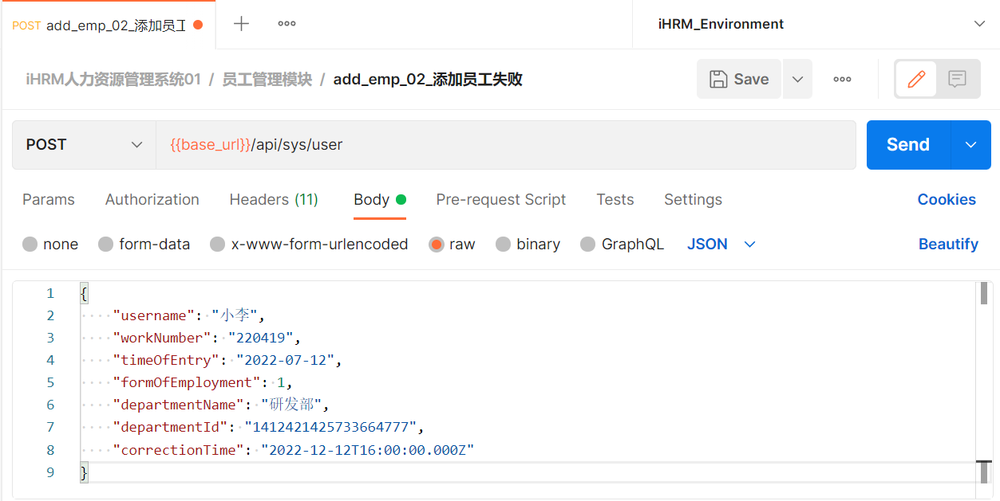 POST add_emp_02_添加员工
iHRM_Environment
iHRM人力资源管理系统01 / 员工管理模块 / add_emp_02_添加员工失败
Save
POST
{{base_url}}/api/sys/user
Send
Params Authorization Headers (11) Body Pre-request Script Tests Settings Cookies
none form-data x-www-form-urlencoded raw binary GraphQL JSON Beautify
1 {
2 "username": "小李",
3 "workNumber": "220419",
4 "timeOfEntry": "2022-07-12",
5 "formOfEmployment": 1,
6 "departmentName": "研发部",
7 "departmentId": "1412421425733664777",
8 "correctionTime": "2022-12-12T16:00:00.000Z"
9 }